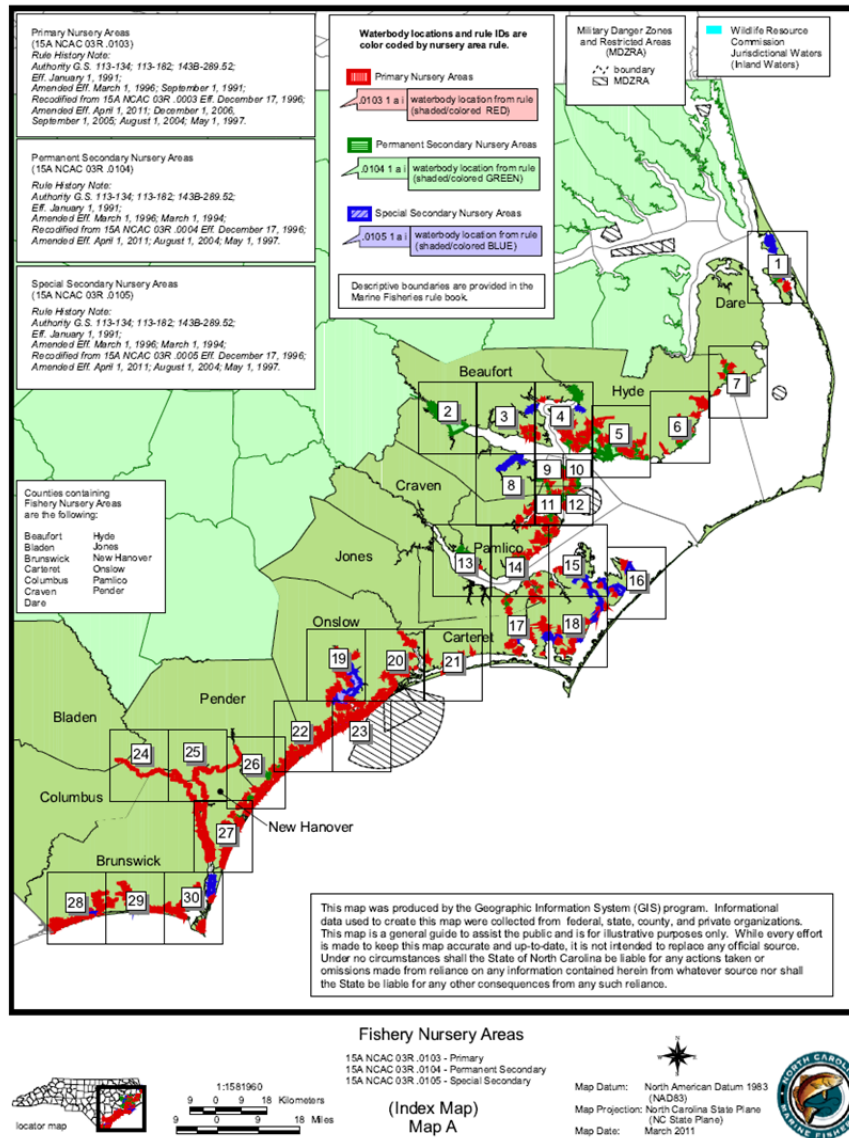 Primary Nursery Areas
(15A NCAC 03R .0103)
Rule History Note:
Authority G.S. 113-134; 113-182; 143B-289.52;
Eff. January 1, 1991;
Amended Eff. March 1, 1996; September 1, 1991;
Recodified from 15A NCAC 03R .0003 Eff. December 17, 1996;
Amended Eff. April 1, 2011; December 1, 2006,
September 1, 2005; August 1, 2004; May 1, 1997.
Permanent Secondary Nursery Areas
(15A NCAC 03R .0104)
Rule History Note:
Authority G.S. 113-134; 113-182; 143B-289.52;
Eff. January 1, 1991;
Amended Eff. March 1, 1996; March 1, 1994;
Recodified from 15A NCAC 03R .0004 Eff. December 17, 1996;
Amended Eff. April 1, 2011; August 1, 2004; May 1, 1997.
Special Secondary Nursery Areas
(15A NCAC 03R .0105)
Rule History Note:
Authority G.S. 113-134; 113-182; 143B-289.52;
Eff. January 1, 1991;
Amended Eff. March 1, 1996; March 1, 1994;
Recodified from 15A NCAC 03R .0005 Eff. December 17, 1996;
Amended Eff. April 1, 2011; August 1, 2004; May 1, 1997.
Waterbody locations and rule IDs are
color coded by nursery area rule.
Primary Nursery Areas
.0103 1 a i
waterbody location from rule
(shaded/colored RED)
Permanent Secondary Nursery Areas
.0104 1 a i
waterbody location from rule
(shaded/colored GREEN)
Special Secondary Nursery Areas
.0105 1 a i
waterbody location from rule
(shaded/colored BLUE)
Descriptive boundaries are provided in the
Marine Fisheries rule book.
Military Danger Zones
and Restricted Areas
(MDZRA)
boundary
MDZRA
Wildlife Resource
Commission
Jurisdictional Waters
(Inland Waters)
1
Dare
Beaufort
Hyde
7
2
3
4
5
6
Craven
8
9
10
11
12
Counties containing
Fishery Nursery Areas
are the following:
Beaufort Hyde
Bladen Jones
Brunswick New Hanover
Carteret Onslow
Columbus Pamlico
Craven Pender
Dare
Jones
Pamlico
13
14
15
16
Onslow
Carteret
17
18
19
20
21
Pender
Bladen
22
23
24
25
26
Columbus
27
New Hanover
Brunswick
28
29
30
This map was produced by the Geographic Information System (GIS) program. Informational
data used to create this map were collected from federal, state, county, and private organizations.
This map is a general guide to assist the public and is for illustrative purposes only. While every effort
is made to keep this map accurate and up-to-date, it is not intended to replace any official source.
Under no circumstances shall the State of North Carolina be liable for any actions taken or
omissions made from reliance on any information contained herein from whatever source nor shall
the State be liable for any other consequences from any such reliance.
Fishery Nursery Areas
15A NCAC 03R .0103 - Primary
15A NCAC 03R .0104 - Permanent Secondary
15A NCAC 03R .0105 - Special Secondary
(Index Map)
Map A
locator map
1:1581960
9 0 9 18 Kilometers
9 0 9 18 Miles
N
W E
S
Map Datum: North American Datum 1983
(NAD83)
Map Projection: North Carolina State Plane
(NC State Plane)
Map Date: March 2011
NORTH CAROLINA
MARINE FISHERIES